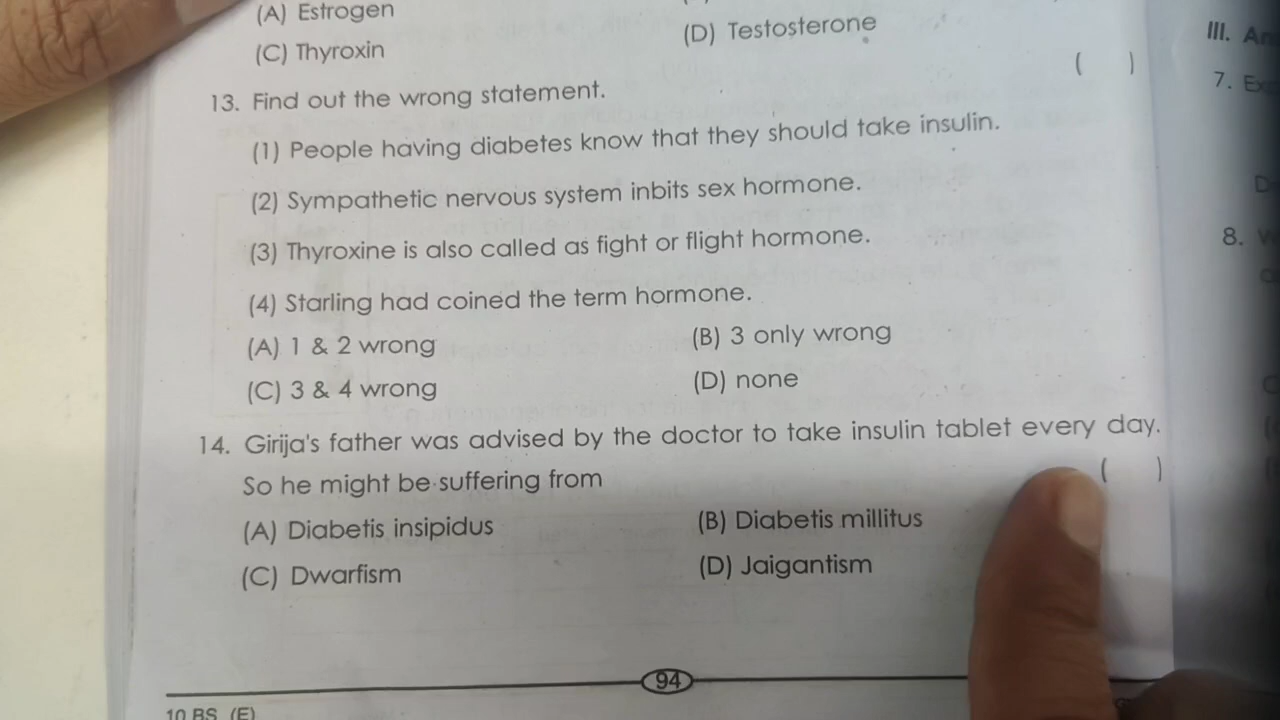 (A) Estrogen
(C) Thyroxin
(D) Testosterone
( )
13. Find out the wrong statement.
(1) People having diabetes know that they should take insulin.
(2) Sympathetic nervous system inbits sex hormone.
(3) Thyroxine is also called as fight or flight hormone.
(4) Starling had coined the term hormone.
(A) 1 & 2 wrong
(B) 3 only wrong
(C) 3 & 4 wrong
(D) none
14. Girija's father was advised by the doctor to take insulin tablet every day.
So he might be suffering from ( )
(A) Diabetis insipidus
(B) Diabetis millitus
(C) Dwarfism
(D) Jaigantism
94
10 BS (E)
III.
7.
8.